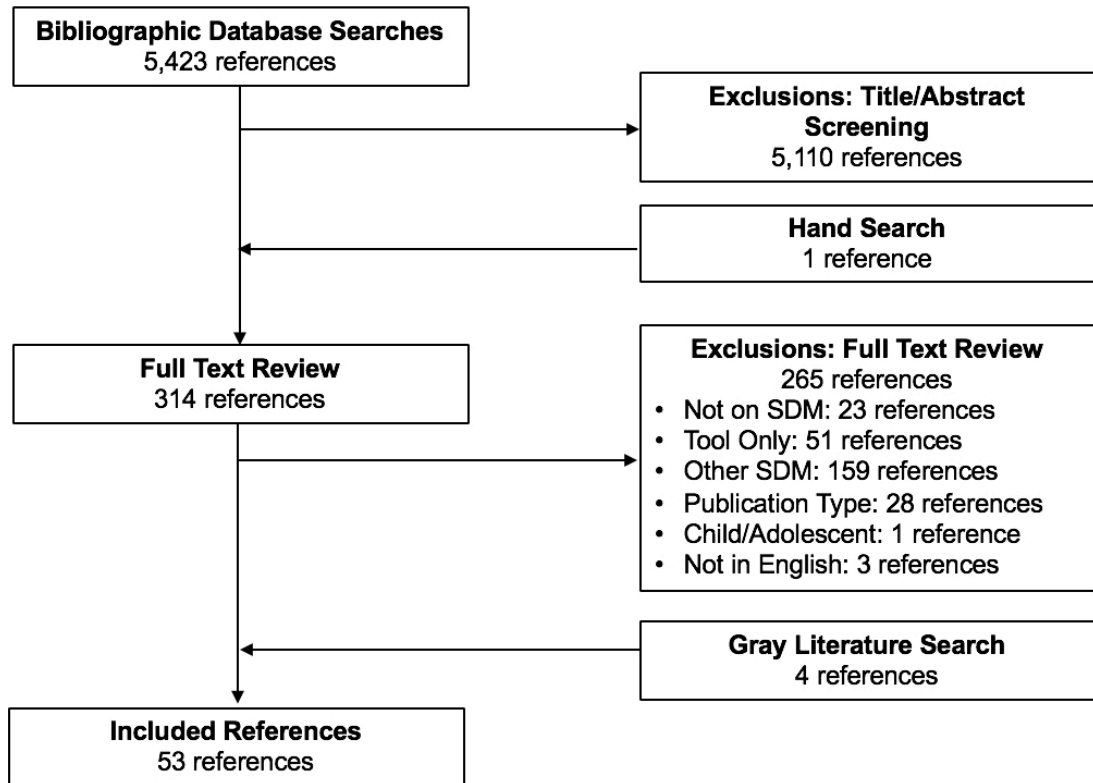 Bibliographic Database Searches
5,423 references
Exclusions: Title/Abstract
Screening
5,110 references
Hand Search
1 reference
Full Text Review
314 references
Exclusions: Full Text Review
265 references
• Not on SDM: 23 references
• Tool Only: 51 references
• Other SDM: 159 references
• Publication Type: 28 references
• Child/Adolescent: 1 reference
• Not in English: 3 references
Gray Literature Search
4 references
Included References
53 references